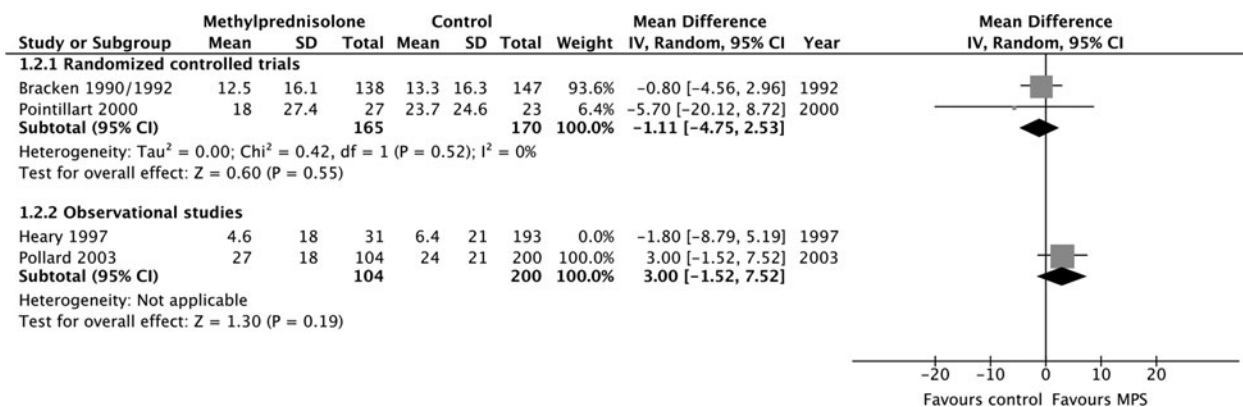 Methylprednisolone Control Mean Difference Mean Difference
Study or Subgroup Mean SD Total Mean SD Total Weight IV, Random, 95% CI Year IV, Random, 95% CI
1.2.1 Randomized controlled trials
Bracken 1990/1992 12.5 16.1 138 13.3 16.3 147 93.6% −0.80 [−4.56, 2.96] 1992
Pointillart 2000 18 27.4 27 23.7 24.6 23 6.4% −5.70 [−20.12, 8.72] 2000
Subtotal (95% CI) 165 170 100.0% −1.11 [−4.75, 2.53]
Heterogeneity: Tau² = 0.00; Chi² = 0.42, df = 1 (P = 0.52); I² = 0%
Test for overall effect: Z = 0.60 (P = 0.55)
1.2.2 Observational studies
Heary 1997 4.6 18 31 6.4 21 193 0.0% −1.80 [−8.79, 5.19] 1997
Pollard 2003 27 18 104 24 21 200 100.0% 3.00 [−1.52, 7.52] 2003
Subtotal (95% CI) 104 200 100.0% 3.00 [−1.52, 7.52]
Heterogeneity: Not applicable
Test for overall effect: Z = 1.30 (P = 0.19)
−20 −10 0 10 20
Favours control Favours MPS